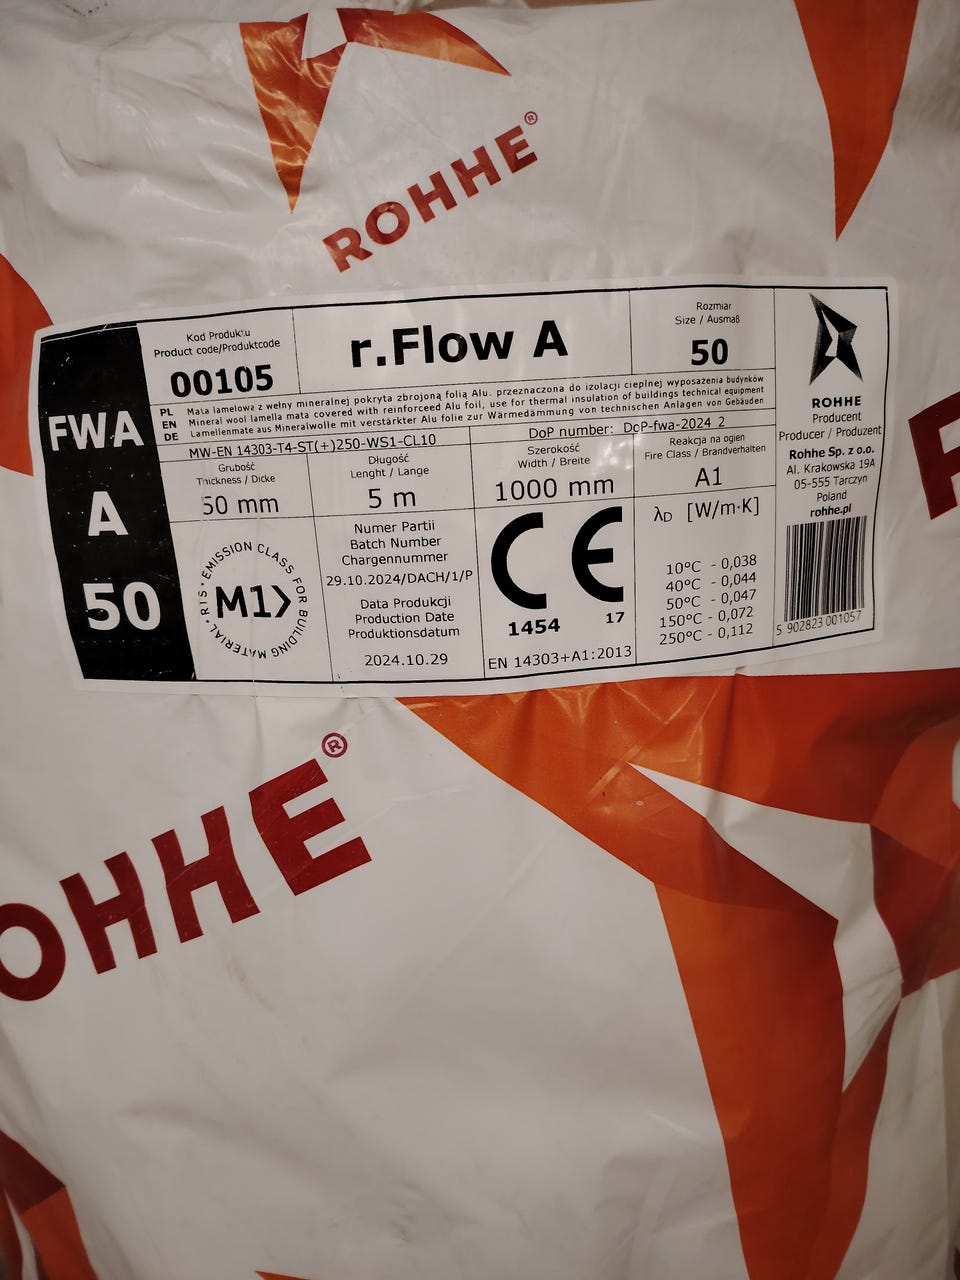 ROHHE®
FWA
A
50
Kod Produktu
Product code/Produktcode
00105
r.Flow A
Rozmiar
Size / Ausmaß
50
PL Mata lamelowa z wełny mineralnej pokryta zbrojoną folią Alu. przeznaczona do izolacji cieplnej wyposażenia budynków
EN Mineral wool lamella mata covered with reinforceed Alu foil, use for thermal insulation of buildings technical equipment
DE Lamellenmate aus Mineralwolle mit verstärkter Alu folie zur Wärmedämmung von technischen Anlagen von Gebäuden
MW-EN 14303-T4-ST(+)250-WS1-CL10
DoP number: DoP-fwa-2024_2
Grubość
Thickness / Dicke
50 mm
Długość
Lenght / Lange
5 m
Szerokość
Width / Breite
1000 mm
Reakcja na ogien
Fire Class / Brandverhalten
A1
RTS • EMISSION CLASS FOR BUILDING MATERIAL •
M1
Numer Partii
Batch Number
Chargennummer
29.10.2024/DACH/1/P
Data Produkcji
Production Date
Produktionsdatum
2024.10.29
CE
1454 17
EN 14303+A1:2013
λD [W/m·K]
10°C - 0,038
40°C - 0,044
50°C - 0,047
150°C - 0,072
250°C - 0,112
ROHHE
Producent
Producer / Produzent
Rohhe Sp. z o.o.
Al. Krakowska 19A
05-555 Tarczyn
Poland
rohhe.pl
5 902823 001057
OHHE®